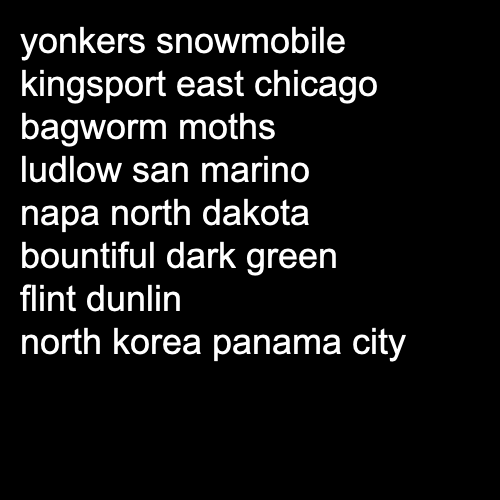 yonkers snowmobile
kingsport east chicago
bagworm moths
ludlow san marino
napa north dakota
bountiful dark green
flint dunlin
north korea panama city